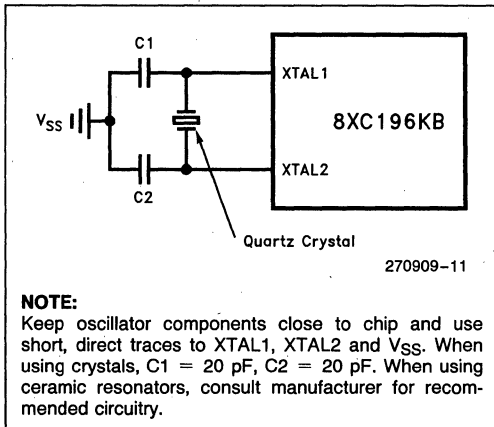 C1
XTAL1
8XC196KB
VSS
XTAL2
C2
Quartz Crystal
270909-11
NOTE:
Keep oscillator components close to chip and use
short, direct traces to XTAL1, XTAL2 and VSS. When
using crystals, C1 = 20 pF, C2 = 20 pF. When using
ceramic resonators, consult manufacturer for recom-
mended circuitry.